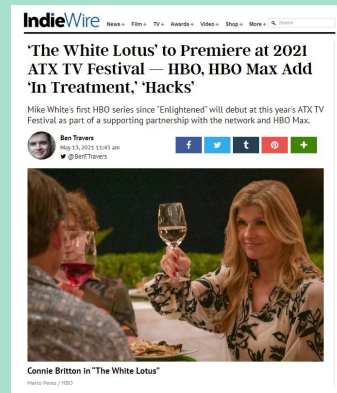 IndieWire News + Film + TV + Awards + Video + Shop + More + Search
‘The White Lotus’ to Premiere at 2021
ATX TV Festival — HBO, HBO Max Add
‘In Treatment,’ ‘Hacks’
Mike White's first HBO series since "Enlightened" will debut at this year's ATX TV
Festival as part of a supporting partnership with the network and HBO Max.
Ben Travers
May 13, 2021 11:45 am
@BenTTravers
Connie Britton in "The White Lotus"
Mario Perez / HBO